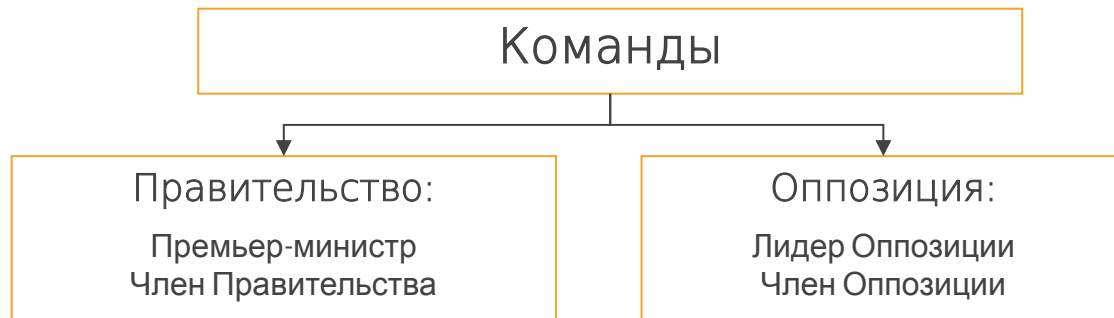 Команды
Правительство:
Премьер-министр
Член Правительства
Оппозиция:
Лидер Оппозиции
Член Оппозиции